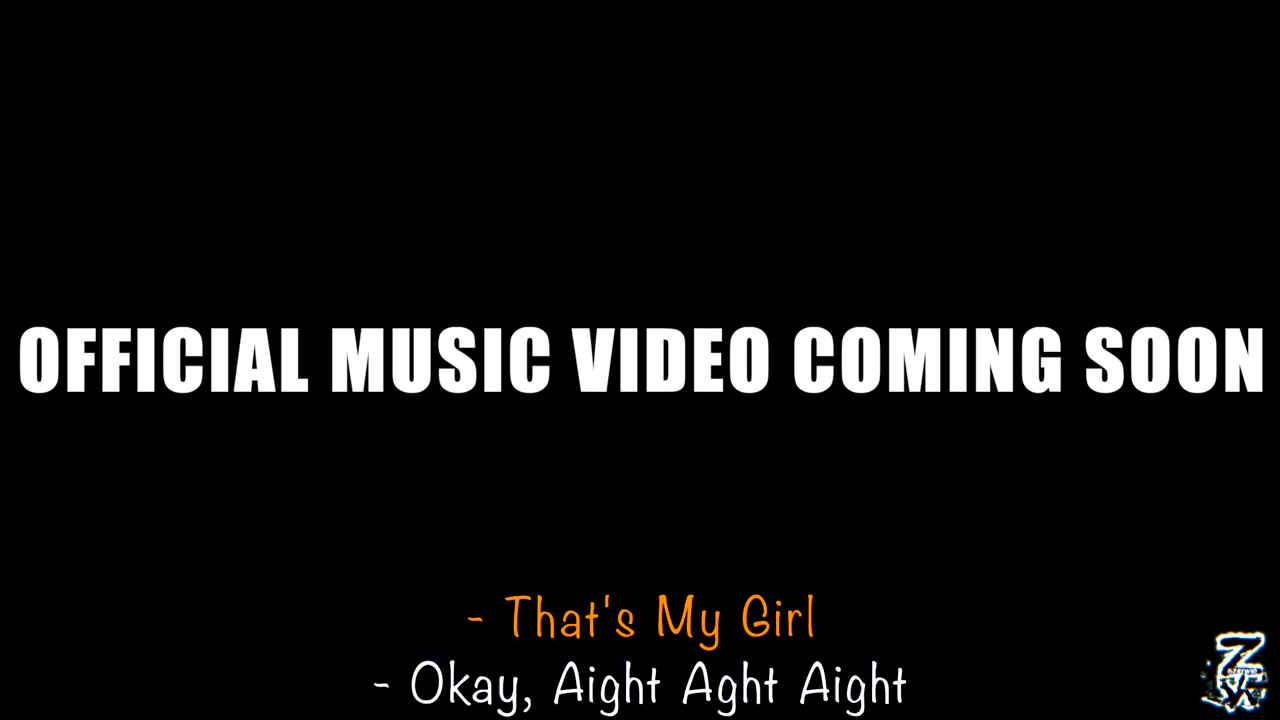 OFFICIAL MUSIC VIDEO COMING SOON
- That's My Girl
- Okay, Aight Aght Aight